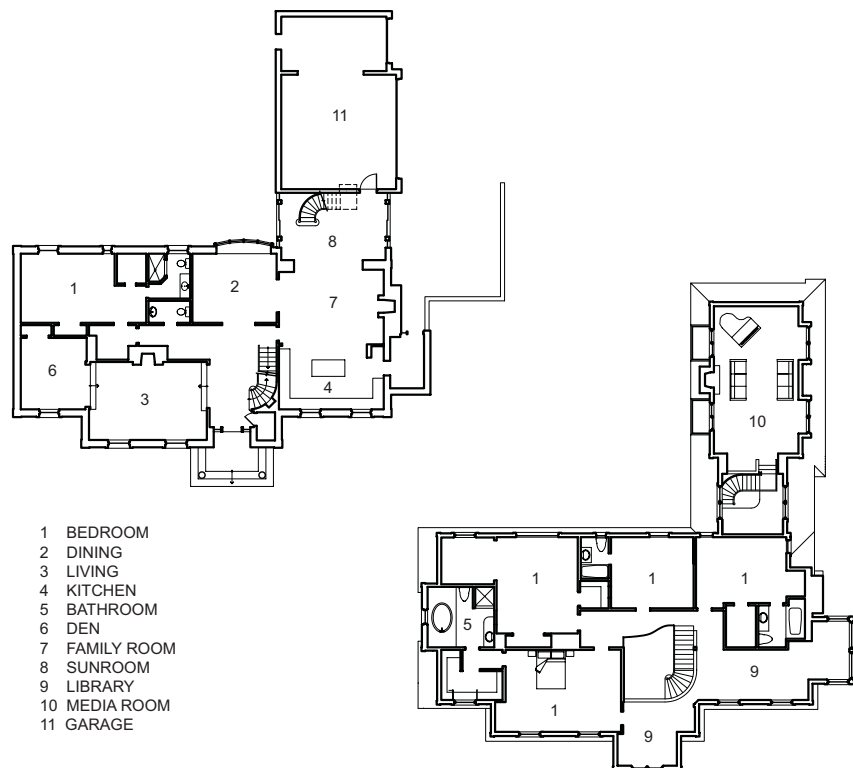 11
8
1
2
7
6
3
4
10
1
1
1
5
9
1
9
1 BEDROOM
2 DINING
3 LIVING
4 KITCHEN
5 BATHROOM
6 DEN
7 FAMILY ROOM
8 SUNROOM
9 LIBRARY
10 MEDIA ROOM
11 GARAGE